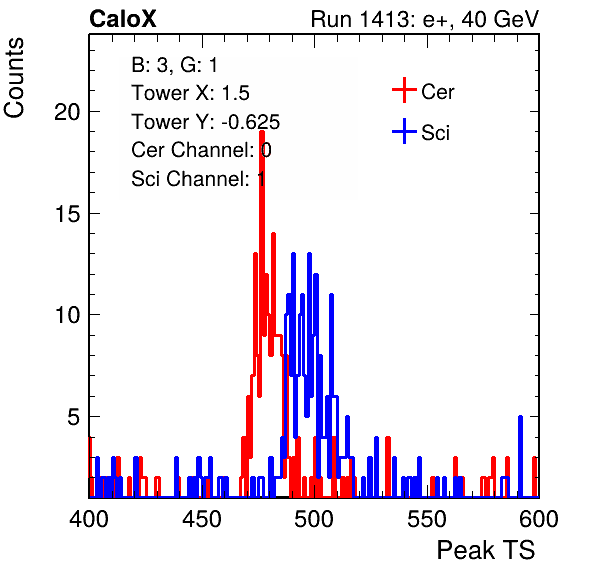 CaloX Run 1413: e+, 40 GeV
Counts
B: 3, G: 1
Tower X: 1.5
Tower Y: -0.625
Cer Channel: 0
Sci Channel: 1
Cer
Sci
20
15
10
5
400 450 500 550 600
Peak TS